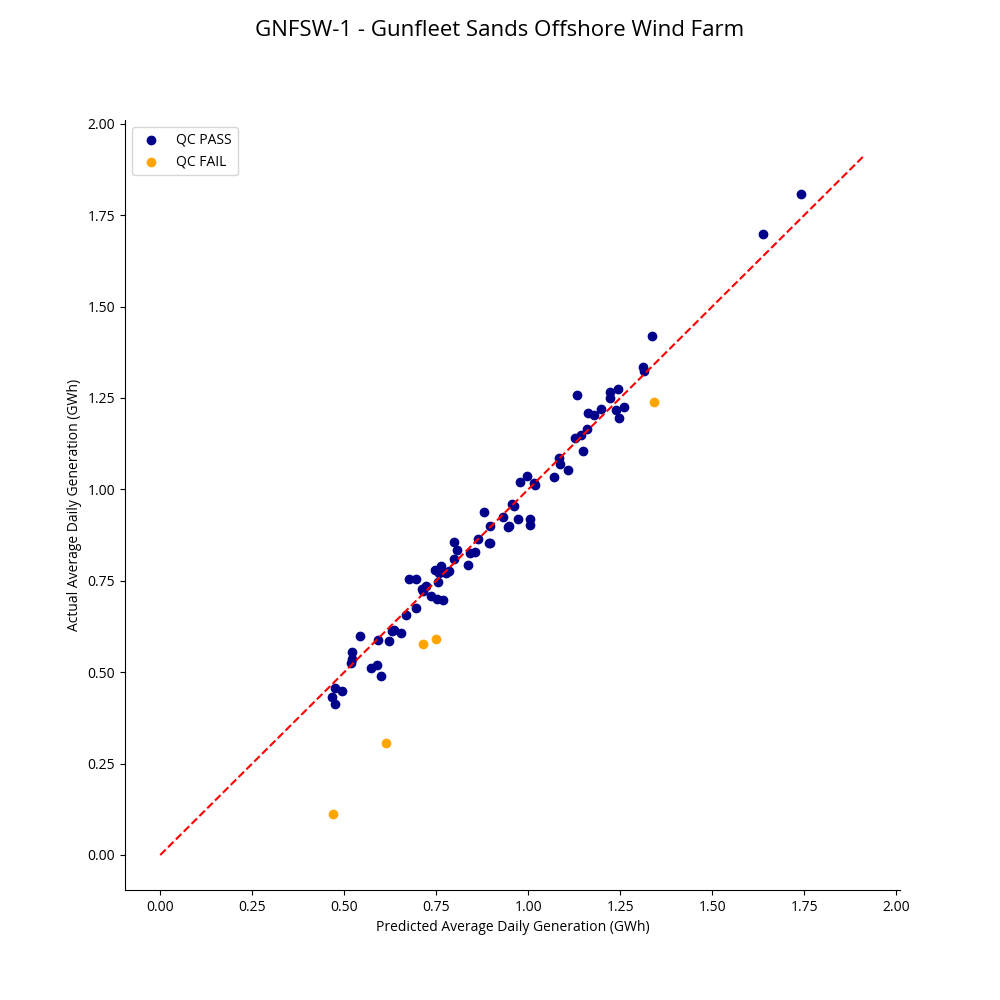 GNFSW-1 - Gunfleet Sands Offshore Wind Farm
QC PASS
QC FAIL
2.00
1.75
1.50
1.25
1.00
0.75
0.50
0.25
0.00
Actual Average Daily Generation (GWh)
0.00 0.25 0.50 0.75 1.00 1.25 1.50 1.75 2.00
Predicted Average Daily Generation (GWh)